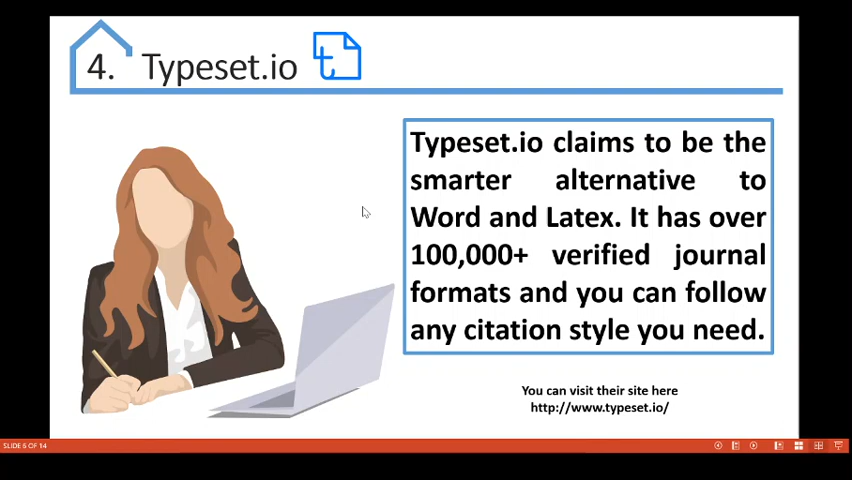 4. Typeset.io
Typeset.io claims to be the
smarter alternative to
Word and Latex. It has over
100,000+ verified journal
formats and you can follow
any citation style you need.
You can visit their site here
http://www.typeset.io/
SLIDE 6 OF 14